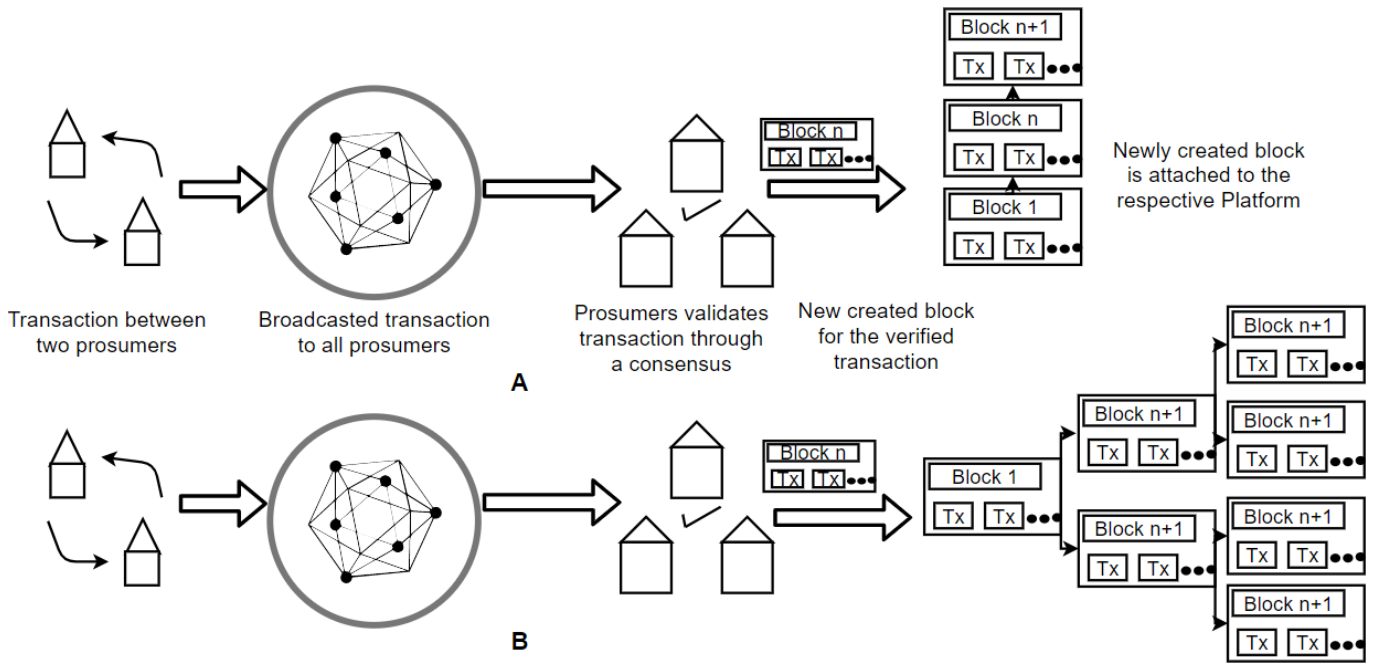 Block n+1
Tx Tx
Block n
Tx Tx
Block n
Tx Tx
Block 1
Tx Tx
Newly created block
is attached to the
respective Platform
Transaction between
two prosumers
Broadcasted transaction
to all prosumers
Prosumers validates
transaction through
a consensus
New created block
for the verified
transaction
A
Block n+1
Tx Tx
Block n+1
Tx Tx
Block n+1
Tx Tx
Block n
Tx Tx
Block 1
Tx Tx
Block n+1
Tx Tx
Block n+1
Tx Tx
Block n+1
Tx Tx
B